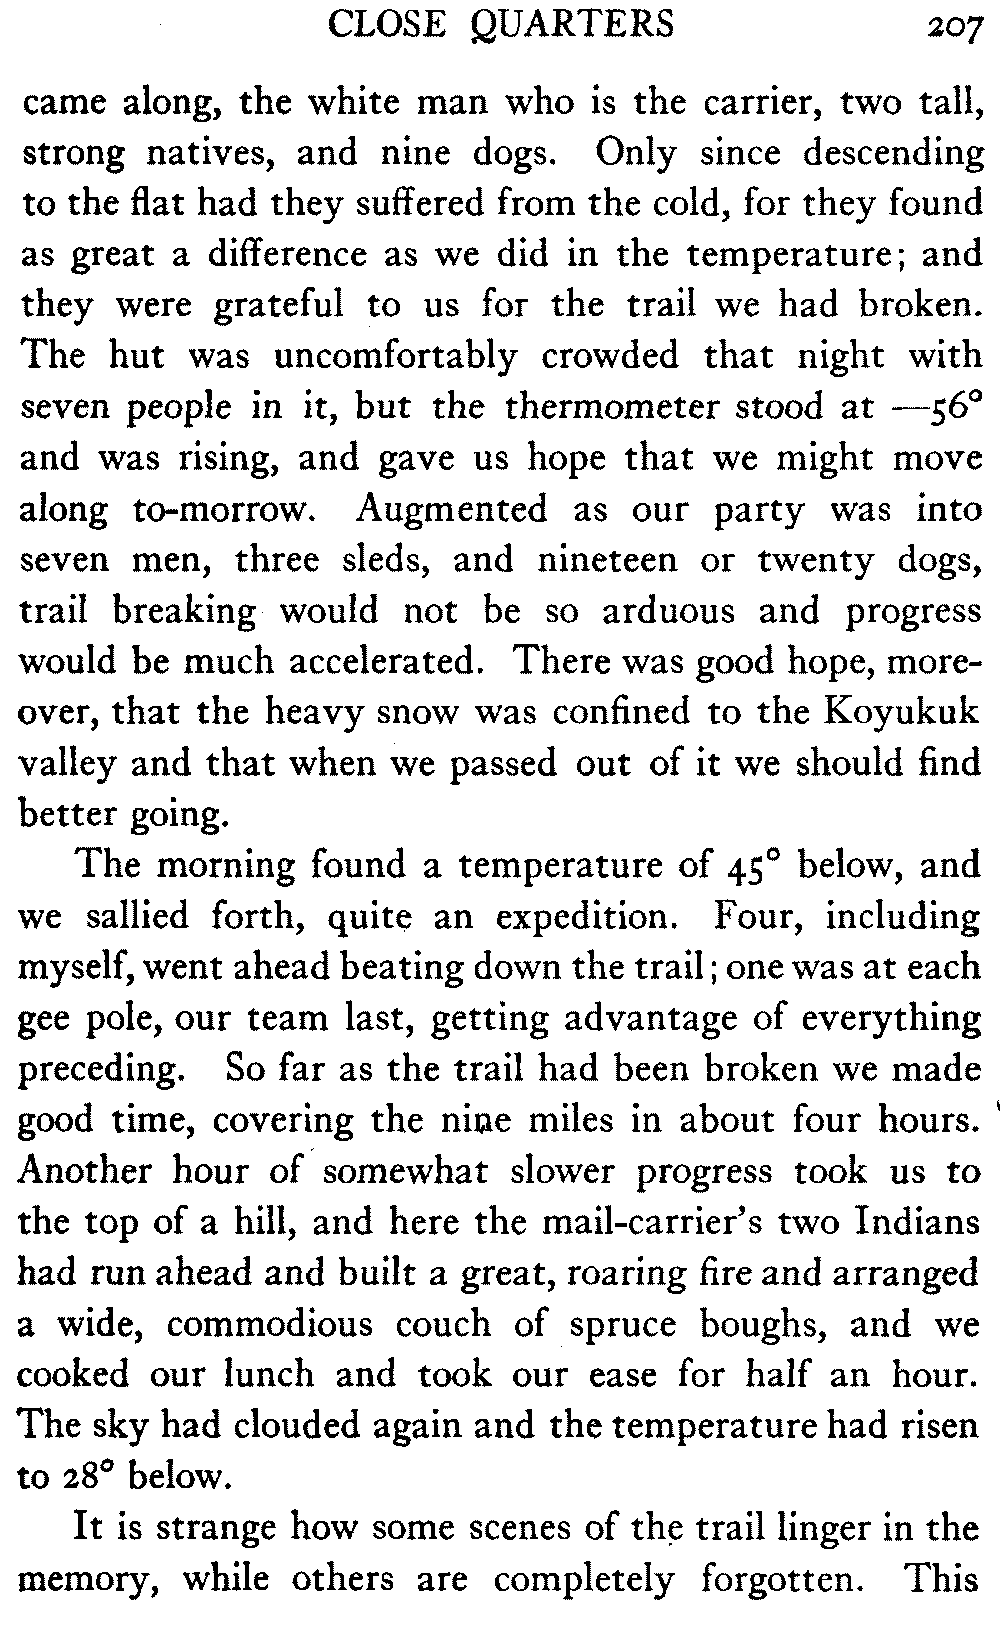 CLOSE QUARTERS 207
came along, the white man who is the carrier, two tall,
strong natives, and nine dogs. Only since descending
to the flat had they suffered from the cold, for they found
as great a difference as we did in the temperature; and
they were grateful to us for the trail we had broken.
The hut was uncomfortably crowded that night with
seven people in it, but the thermometer stood at —56°
and was rising, and gave us hope that we might move
along to-morrow. Augmented as our party was into
seven men, three sleds, and nineteen or twenty dogs,
trail breaking would not be so arduous and progress
would be much accelerated. There was good hope, more-
over, that the heavy snow was confined to the Koyukuk
valley and that when we passed out of it we should find
better going.
The morning found a temperature of 45° below, and
we sallied forth, quite an expedition. Four, including
myself, went ahead beating down the trail; one was at each
gee pole, our team last, getting advantage of everything
preceding. So far as the trail had been broken we made
good time, covering the nine miles in about four hours.
Another hour of somewhat slower progress took us to
the top of a hill, and here the mail-carrier's two Indians
had run ahead and built a great, roaring fire and arranged
a wide, commodious couch of spruce boughs, and we
cooked our lunch and took our ease for half an hour.
The sky had clouded again and the temperature had risen
to 28° below.
It is strange how some scenes of the trail linger in the
memory, while others are completely forgotten. This